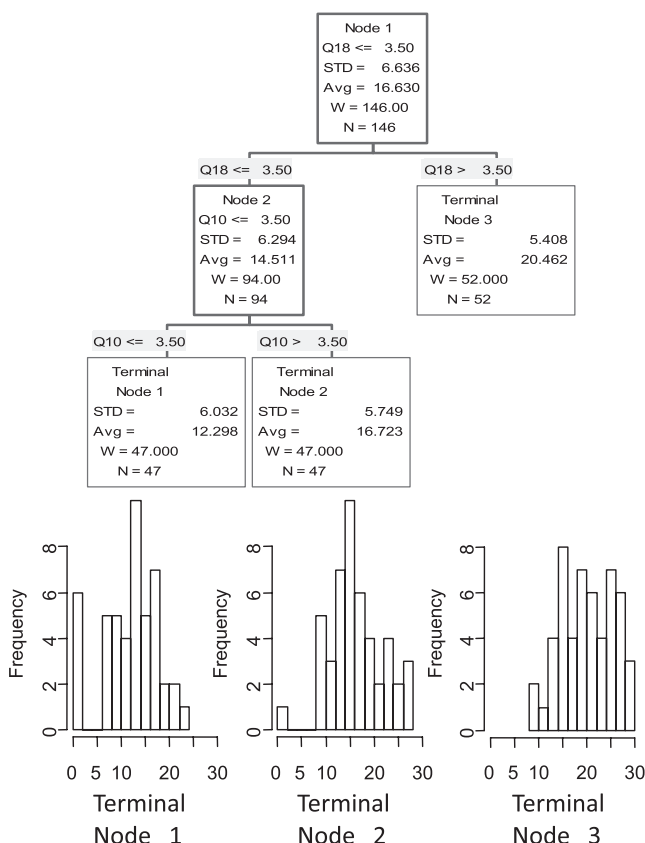 Node 1
Q18 <= 3.50
STD = 6.636
Avg = 16.630
W = 146.00
N = 146
Q18 <= 3.50
Q18 > 3.50
Node 2
Q10 <= 3.50
STD = 6.294
Avg = 14.511
W = 94.00
N = 94
Terminal
Node 3
STD = 5.408
Avg = 20.462
W = 52.000
N = 52
Q10 <= 3.50
Q10 > 3.50
Terminal
Node 1
STD = 6.032
Avg = 12.298
W = 47.000
N = 47
Terminal
Node 2
STD = 5.749
Avg = 16.723
W = 47.000
N = 47
Frequency
0 2 4 6 8
0 5 10 20 30
Terminal
Node 1
Frequency
0 2 4 6 8
0 5 10 20 30
Terminal
Node 2
Frequency
0 2 4 6 8
0 5 10 20 30
Terminal
Node 3